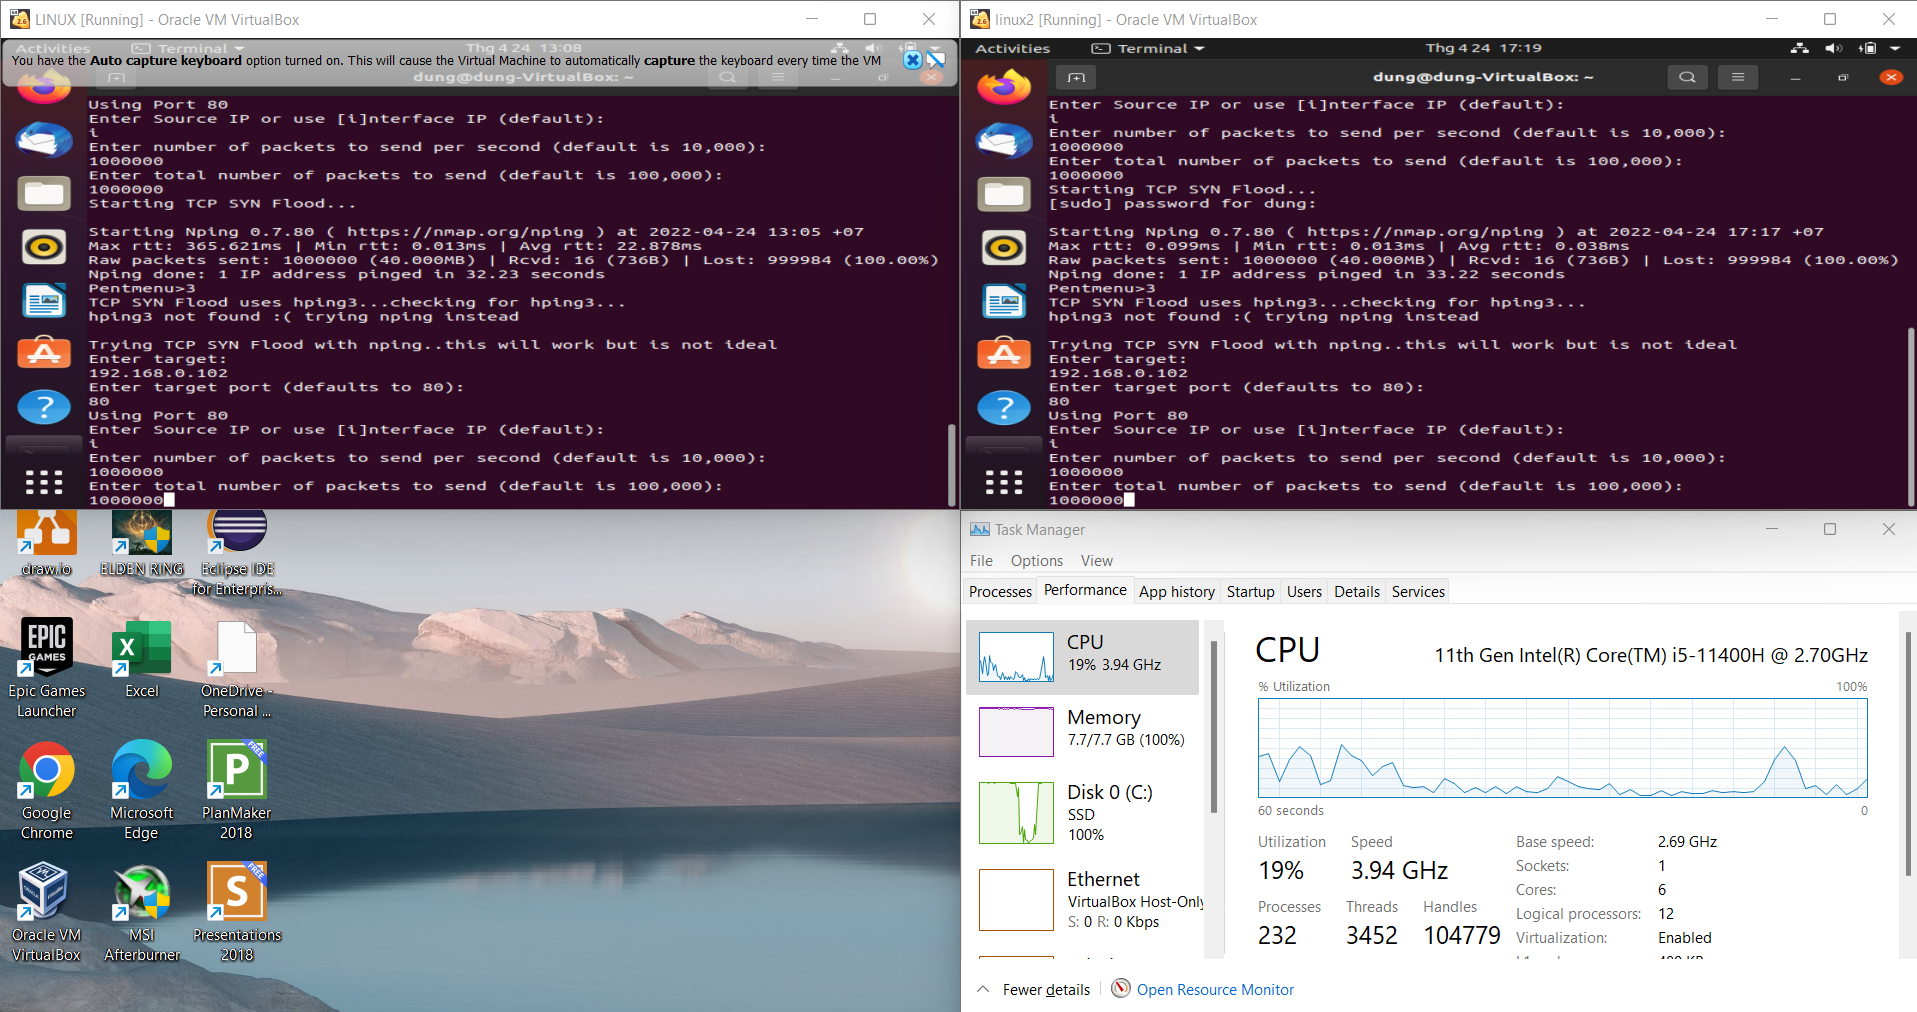 LINUX [Running] - Oracle VM VirtualBox
Activities Terminal Thg 4 24 13:08
You have the Auto capture keyboard option turned on. This will cause the Virtual Machine to automatically capture the keyboard every time the VM
dung@dung-VirtualBox: ~
Using Port 80
Enter Source IP or use [i]nterface IP (default):
i
Enter number of packets to send per second (default is 10,000):
1000000
Enter total number of packets to send (default is 100,000):
1000000
Starting TCP SYN Flood...
Starting Nping 0.7.80 ( https://nmap.org/nping ) at 2022-04-24 13:05 +07
Max rtt: 365.621ms | Min rtt: 0.013ms | Avg rtt: 22.878ms
Raw packets sent: 1000000 (40.000MB) | Rcvd: 16 (736B) | Lost: 999984 (100.00%)
Nping done: 1 IP address pinged in 32.23 seconds
Pentmenu>3
TCP SYN Flood uses hping3...checking for hping3...
hping3 not found :( trying nping instead
Trying TCP SYN Flood with nping..this will work but is not ideal
Enter target:
192.168.0.102
Enter target port (defaults to 80):
80
Using Port 80
Enter Source IP or use [i]nterface IP (default):
i
Enter number of packets to send per second (default is 10,000):
1000000
Enter total number of packets to send (default is 100,000):
1000000
linux2 [Running] - Oracle VM VirtualBox
Activities Terminal Thg 4 24 17:19
dung@dung-VirtualBox: ~
Enter Source IP or use [i]nterface IP (default):
i
Enter number of packets to send per second (default is 10,000):
1000000
Enter total number of packets to send (default is 100,000):
1000000
Starting TCP SYN Flood...
[sudo] password for dung:
Starting Nping 0.7.80 ( https://nmap.org/nping ) at 2022-04-24 17:17 +07
Max rtt: 0.099ms | Min rtt: 0.013ms | Avg rtt: 0.038ms
Raw packets sent: 1000000 (40.000MB) | Rcvd: 16 (736B) | Lost: 999984 (100.00%)
Nping done: 1 IP address pinged in 33.22 seconds
Pentmenu>3
TCP SYN Flood uses hping3...checking for hping3...
hping3 not found :( trying nping instead
Trying TCP SYN Flood with nping..this will work but is not ideal
Enter target:
192.168.0.102
Enter target port (defaults to 80):
80
Using Port 80
Enter Source IP or use [i]nterface IP (default):
i
Enter number of packets to send per second (default is 10,000):
1000000
Enter total number of packets to send (default is 100,000):
1000000
draw.io
ELDEN RING
Eclipse IDE
for Enterpris...
EPIC
GAMES
Epic Games
Launcher
X
Excel
OneDrive -
Personal ...
Google
Chrome
Microsoft
Edge
FREE
P
PlanMaker
2018
Oracle VM
VirtualBox
MSI
Afterburner
FREE
S
Presentations
2018
Task Manager
File Options View
Processes Performance App history Startup Users Details Services
CPU
19% 3.94 GHz
Memory
7.7/7.7 GB (100%)
Disk 0 (C:)
SSD
100%
Ethernet
VirtualBox Host-Only
S: 0 R: 0 Kbps
CPU
11th Gen Intel(R) Core(TM) i5-11400H @ 2.70GHz
% Utilization 100%
60 seconds 0
Utilization Speed
19% 3.94 GHz
Processes Threads Handles
232 3452 104779
Base speed: 2.69 GHz
Sockets: 1
Cores: 6
Logical processors: 12
Virtualization: Enabled
Fewer details
Open Resource Monitor